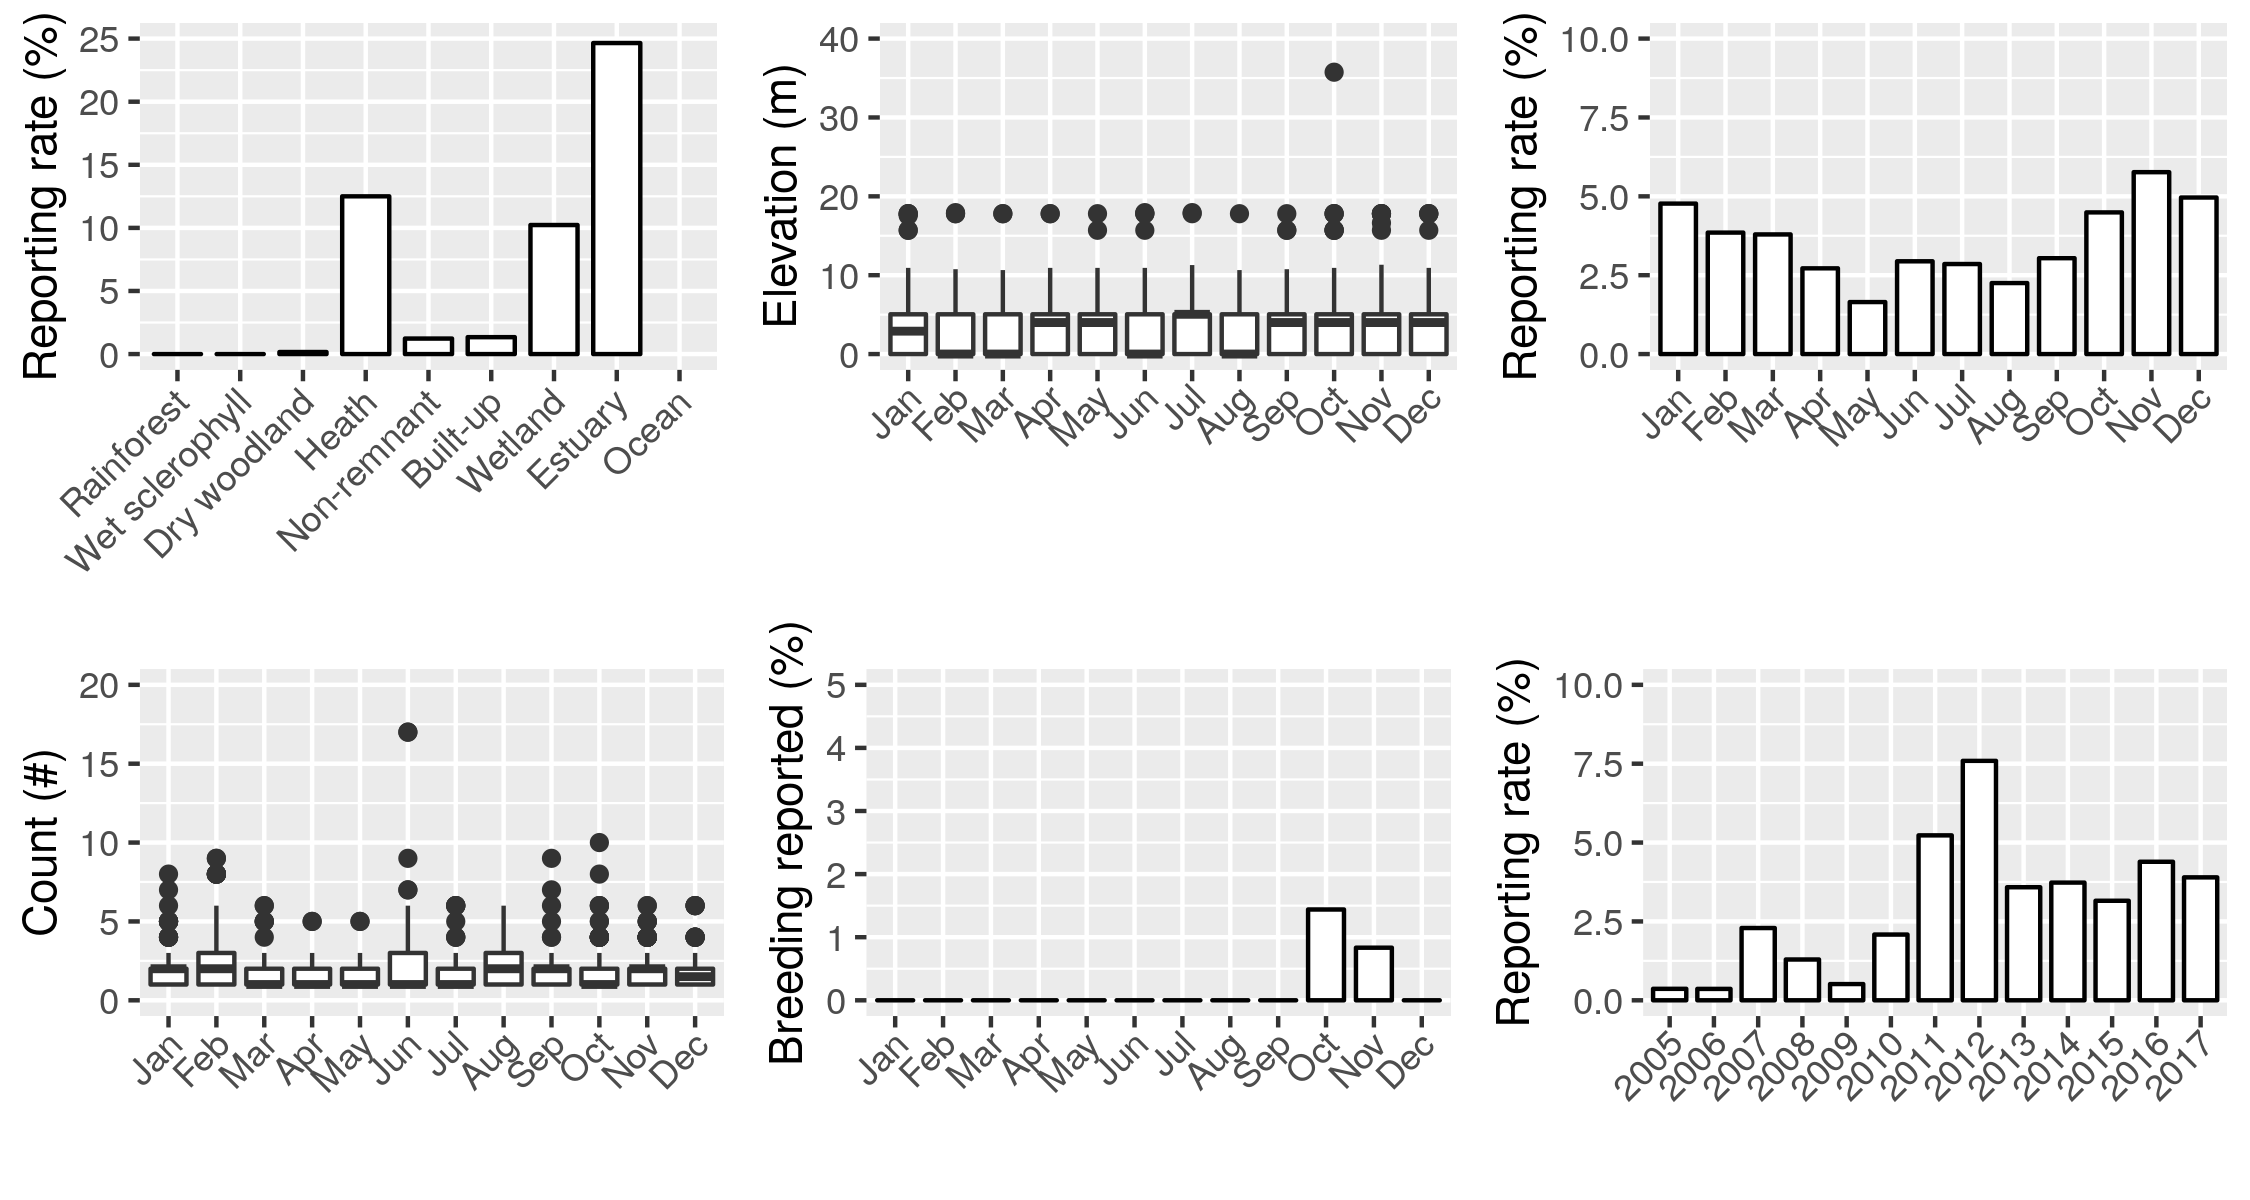 Reporting rate (%)
25
20
15
10
5
0
Rainforest
Wet sclerophyll
Dry woodland
Heath
Non-remnant
Built-up
Wetland
Estuary
Ocean
Elevation (m)
40
30
20
10
0
Jan
Feb
Mar
Apr
May
Jun
Jul
Aug
Sep
Oct
Nov
Dec
Reporting rate (%)
10.0
7.5
5.0
2.5
0.0
Jan
Feb
Mar
Apr
May
Jun
Jul
Aug
Sep
Oct
Nov
Dec
Count (#)
20
15
10
5
0
Jan
Feb
Mar
Apr
May
Jun
Jul
Aug
Sep
Oct
Nov
Dec
Breeding reported (%)
5
4
3
2
1
0
Jan
Feb
Mar
Apr
May
Jun
Jul
Aug
Sep
Oct
Nov
Dec
Reporting rate (%)
10.0
7.5
5.0
2.5
0.0
2005
2006
2007
2008
2009
2010
2011
2012
2013
2014
2015
2016
2017